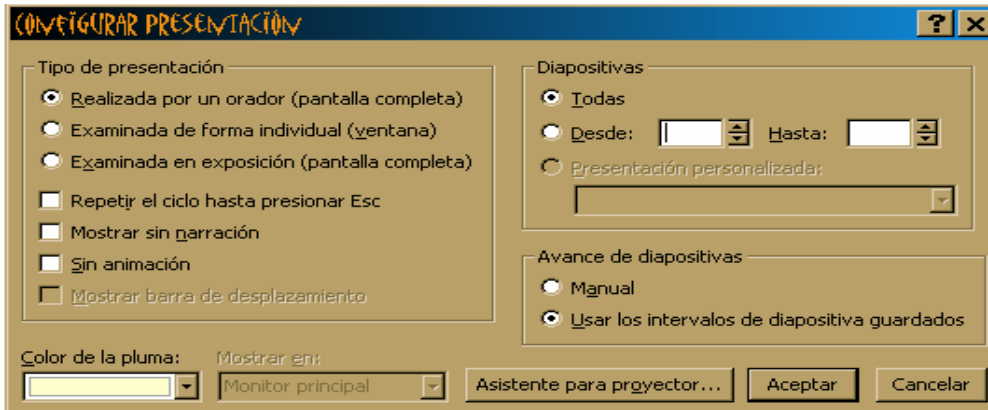 CONFIGURAR PRESENTACIÓN
Tipo de presentación
Realizada por un orador (pantalla completa)
Examinada de forma individual (ventana)
Examinada en exposición (pantalla completa)
Repetir el ciclo hasta presionar Esc
Mostrar sin narración
Sin animación
Mostrar barra de desplazamiento
Diapositivas
Todas
Desde: Hasta:
Presentación personalizada:
Avance de diapositivas
Manual
Usar los intervalos de diapositiva guardados
Color de la pluma: Mostrar en:
Monitor principal
Asistente para proyector... Aceptar Cancelar